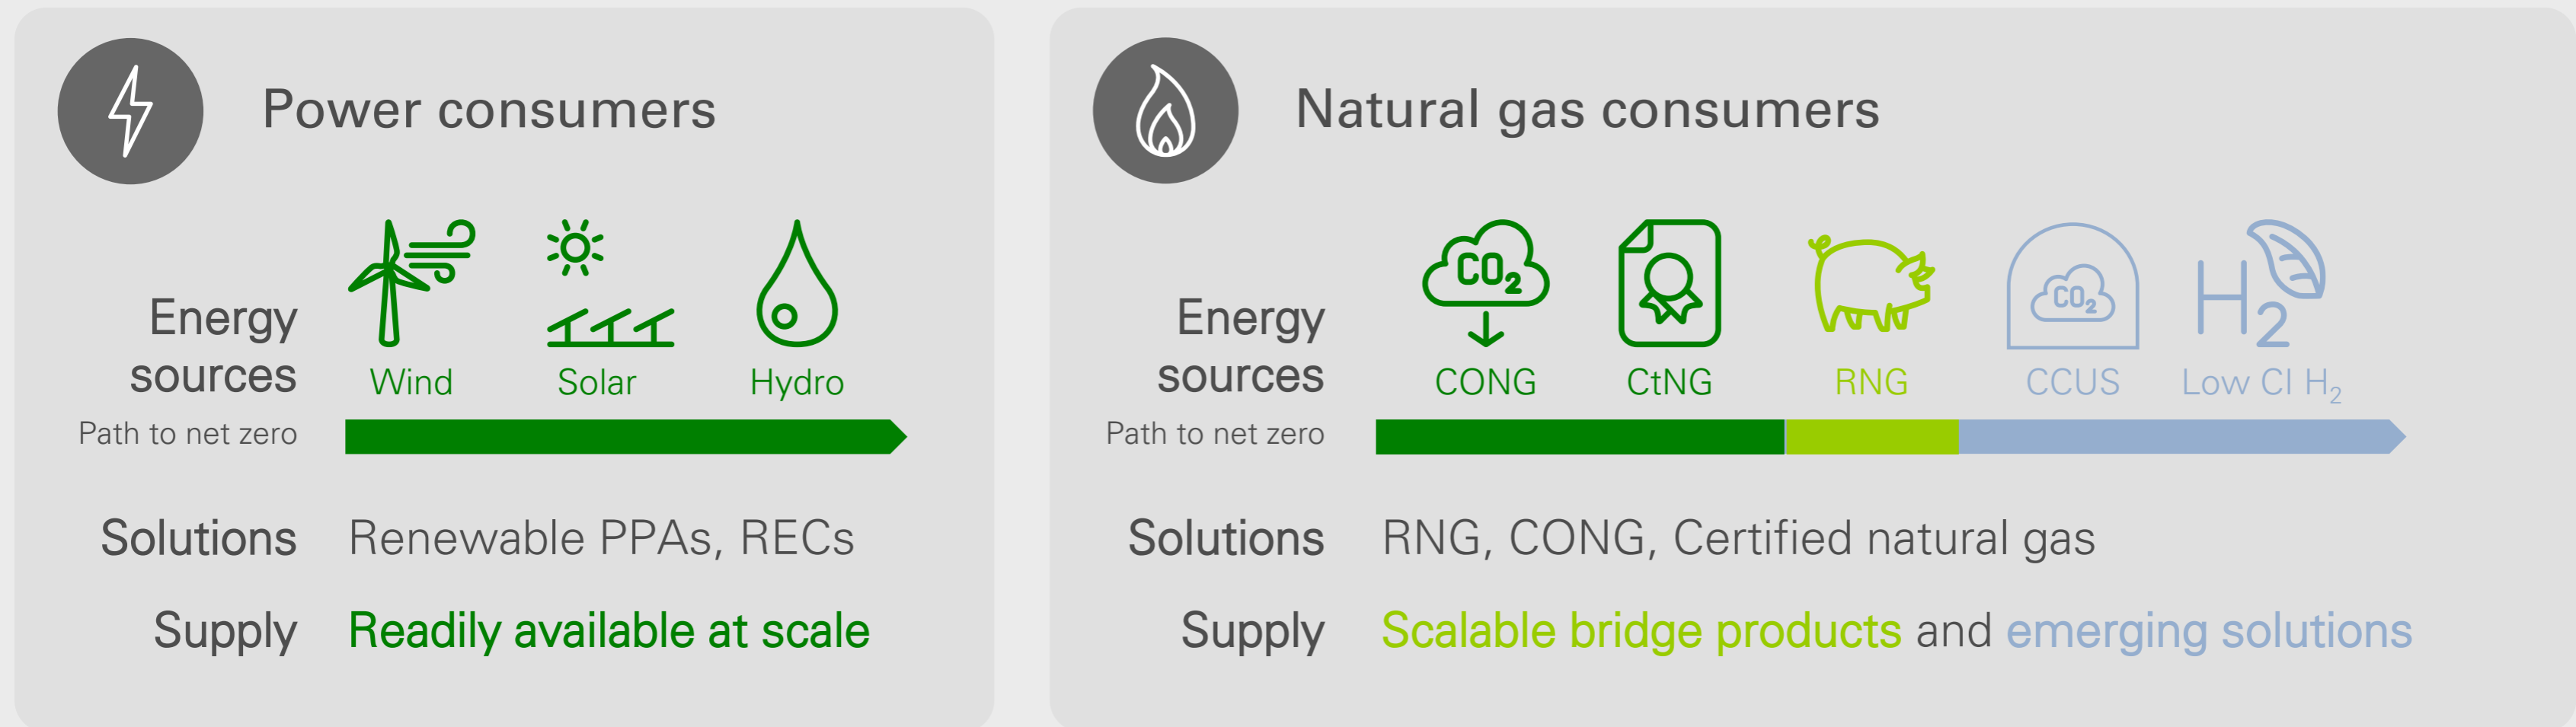 Power consumers
CO2
Energy
sources
Wind
Solar
Hydro
Path to net zero
Solutions
Renewable PPAs, RECs
Supply
Readily available at scale
Natural gas consumers
CO₂
CO₂
H₂
Energy
sources
CONG
CtNG
RNG
CCUS
Low CI H₂
Path to net zero
Solutions
RNG, CONG, Certified natural gas
Supply
Scalable bridge products and emerging solutions